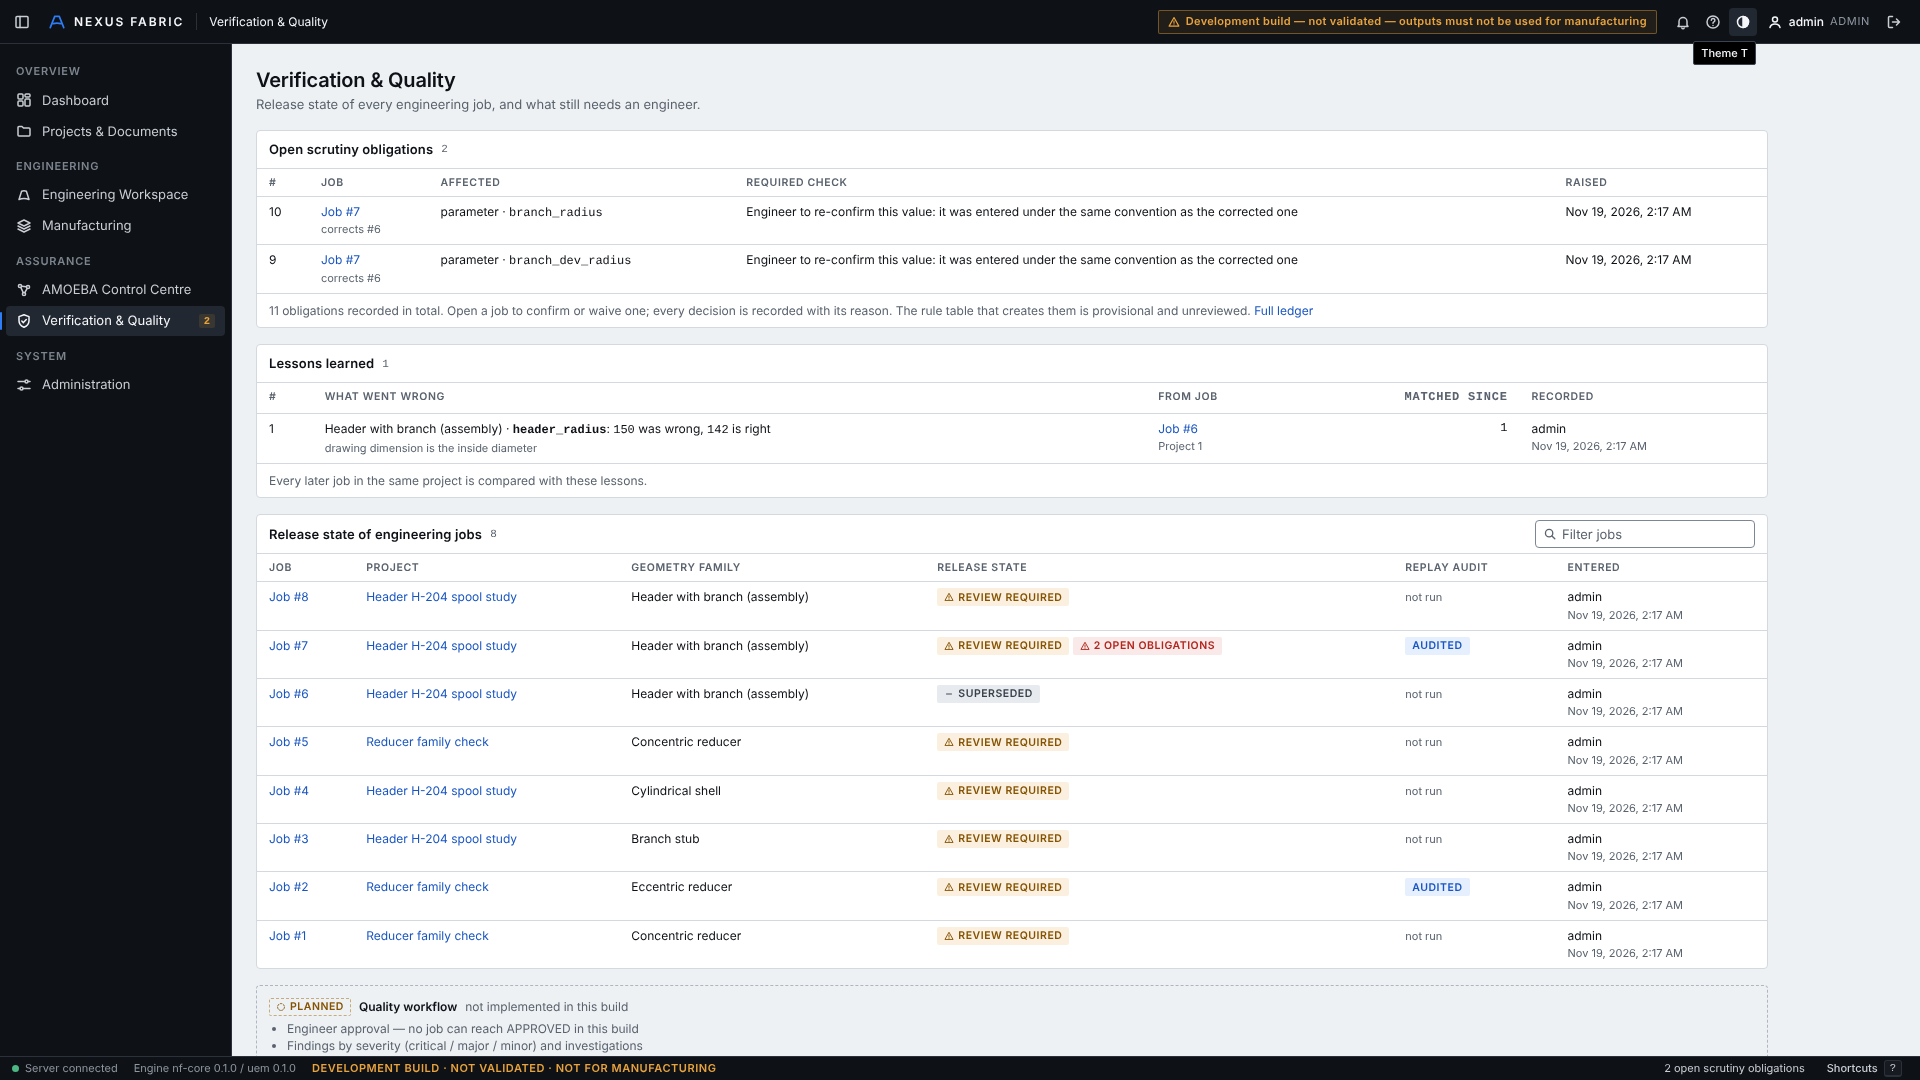 NEXUS FABRIC
Verification & Quality
Development build — not validated — outputs must not be used for manufacturing
admin ADMIN
Theme T
OVERVIEW
Dashboard
Projects & Documents
ENGINEERING
Engineering Workspace
Manufacturing
ASSURANCE
AMOEBA Control Centre
Verification & Quality 2
SYSTEM
Administration
Verification & Quality
Release state of every engineering job, and what still needs an engineer.
Open scrutiny obligations 2
# JOB AFFECTED REQUIRED CHECK RAISED
10 Job #7 parameter · branch_radius Engineer to re-confirm this value: it was entered under the same convention as the corrected one Nov 19, 2026, 2:17 AM
corrects #6
9 Job #7 parameter · branch_dev_radius Engineer to re-confirm this value: it was entered under the same convention as the corrected one Nov 19, 2026, 2:17 AM
corrects #6
11 obligations recorded in total. Open a job to confirm or waive one; every decision is recorded with its reason. The rule table that creates them is provisional and unreviewed. Full ledger
Lessons learned 1
# WHAT WENT WRONG FROM JOB MATCHED SINCE RECORDED
1 Header with branch (assembly) · header_radius: 150 was wrong, 142 is right Job #6 1 admin
drawing dimension is the inside diameter Project 1 Nov 19, 2026, 2:17 AM
Every later job in the same project is compared with these lessons.
Release state of engineering jobs 8
Filter jobs
JOB PROJECT GEOMETRY FAMILY RELEASE STATE REPLAY AUDIT ENTERED
Job #8 Header H-204 spool study Header with branch (assembly) REVIEW REQUIRED not run admin
Nov 19, 2026, 2:17 AM
Job #7 Header H-204 spool study Header with branch (assembly) REVIEW REQUIRED 2 OPEN OBLIGATIONS AUDITED admin
Nov 19, 2026, 2:17 AM
Job #6 Header H-204 spool study Header with branch (assembly) – SUPERSEDED not run admin
Nov 19, 2026, 2:17 AM
Job #5 Reducer family check Concentric reducer REVIEW REQUIRED not run admin
Nov 19, 2026, 2:17 AM
Job #4 Header H-204 spool study Cylindrical shell REVIEW REQUIRED not run admin
Nov 19, 2026, 2:17 AM
Job #3 Header H-204 spool study Branch stub REVIEW REQUIRED not run admin
Nov 19, 2026, 2:17 AM
Job #2 Reducer family check Eccentric reducer REVIEW REQUIRED AUDITED admin
Nov 19, 2026, 2:17 AM
Job #1 Reducer family check Concentric reducer REVIEW REQUIRED not run admin
Nov 19, 2026, 2:17 AM
PLANNED Quality workflow not implemented in this build
• Engineer approval — no job can reach APPROVED in this build
• Findings by severity (critical / major / minor) and investigations
Server connected Engine nf-core 0.1.0 / uem 0.1.0 DEVELOPMENT BUILD · NOT VALIDATED · NOT FOR MANUFACTURING 2 open scrutiny obligations Shortcuts ?